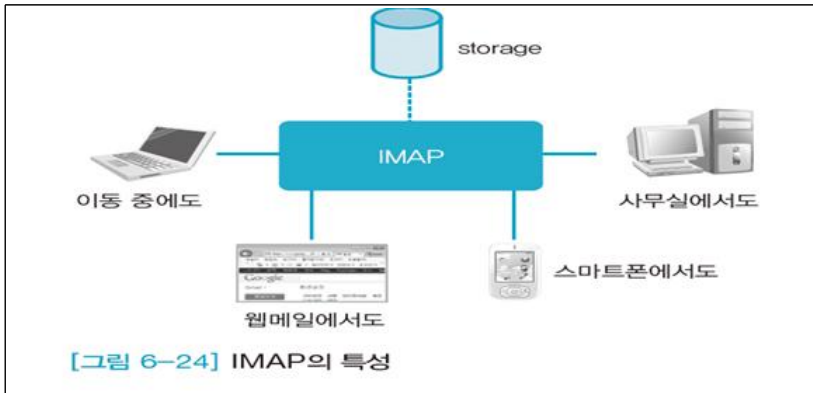 storage
IMAP
이동 중에도
사무실에서도
Google
웹메일에서도
스마트폰에서도
[그림 6-24] IMAP의 특성